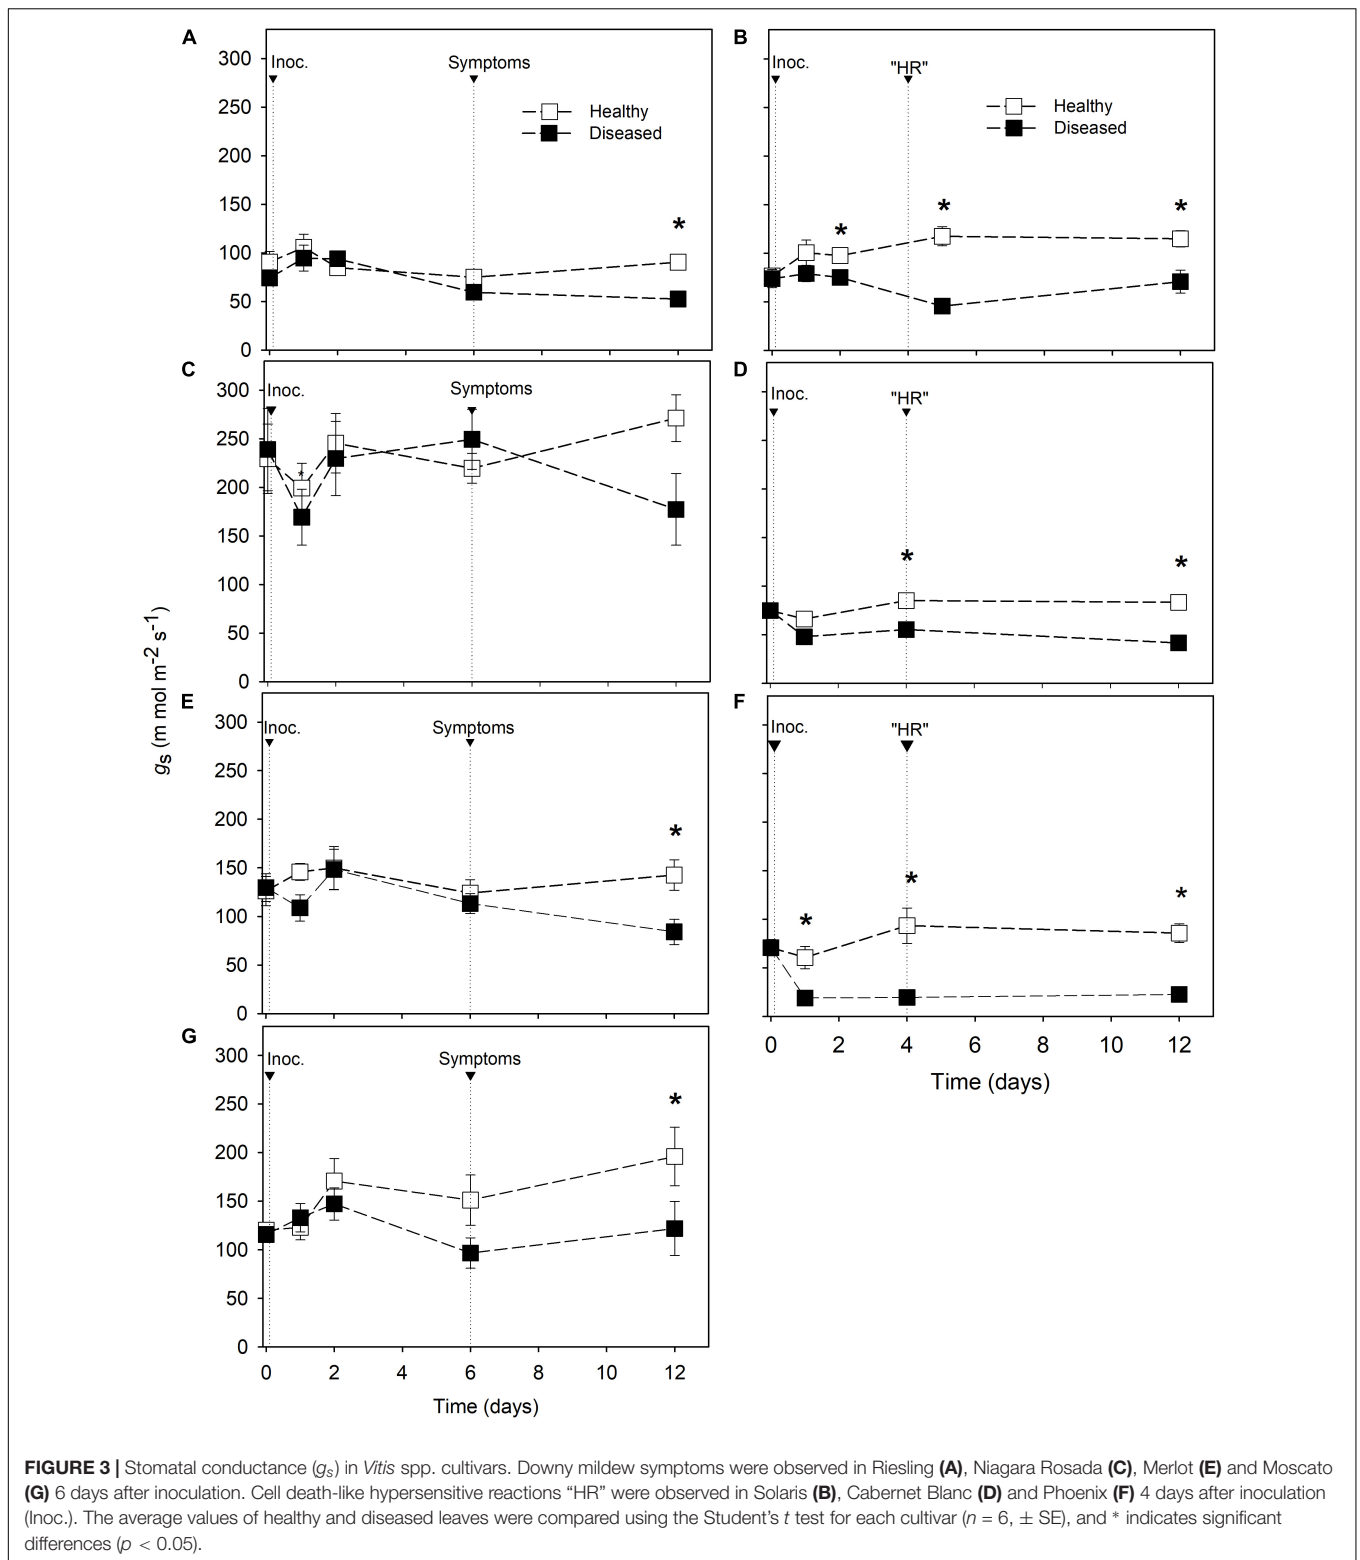 A
300
250
200
150
100
50
0
Inoc.
Symptoms
Healthy
Diseased
*
B
Inoc.
"HR"
Healthy
Diseased
*
*
*
C
300
250
200
150
100
50
0
Inoc.
Symptoms
*
D
Inoc.
"HR"
*
*
gs (m mol m-2 s-1)
E
300
250
200
150
100
50
0
Inoc.
Symptoms
*
F
Inoc.
"HR"
*
*
*
0 2 4 6 8 10 12
Time (days)
G
300
250
200
150
100
50
0
Inoc.
Symptoms
*
0 2 4 6 8 10 12
Time (days)
FIGURE 3 | Stomatal conductance (gs) in Vitis spp. cultivars. Downy mildew symptoms were observed in Riesling (A), Niagara Rosada (C), Merlot (E) and Moscato
(G) 6 days after inoculation. Cell death-like hypersensitive reactions “HR” were observed in Solaris (B), Cabernet Blanc (D) and Phoenix (F) 4 days after inoculation
(Inoc.). The average values of healthy and diseased leaves were compared using the Student’s t test for each cultivar (n = 6, ± SE), and * indicates significant
differences (p < 0.05).